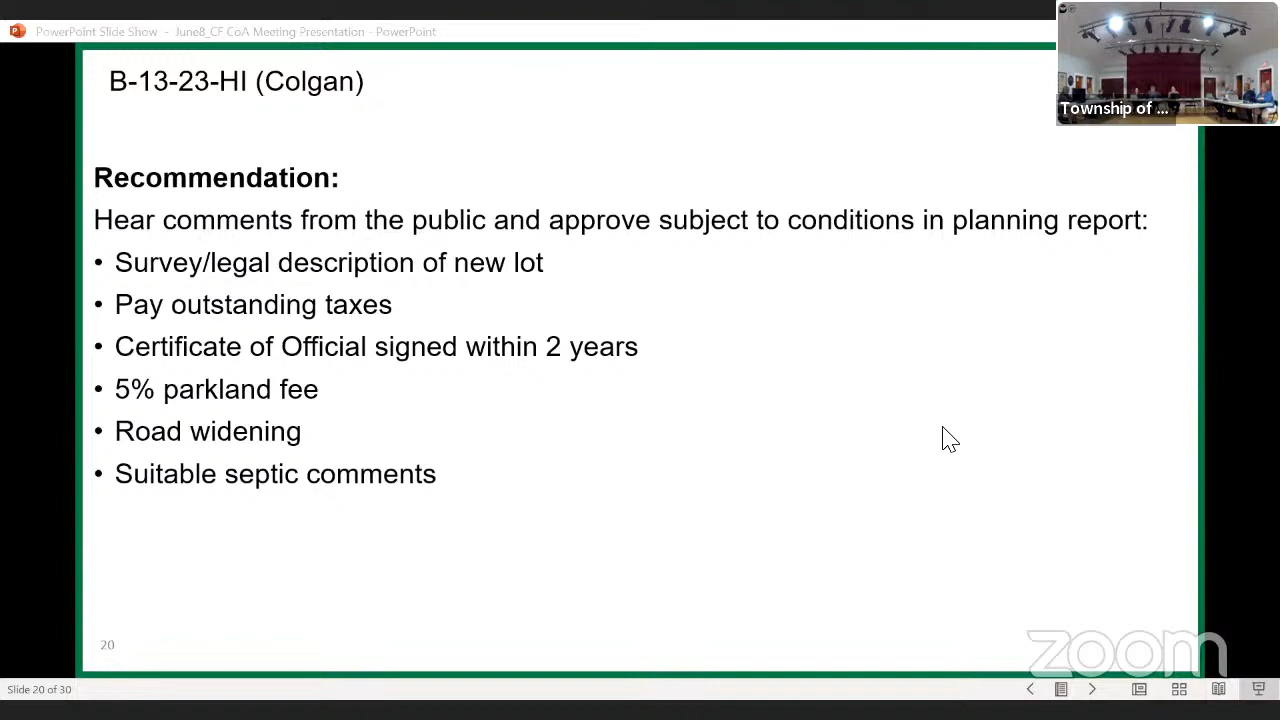 PowerPoint Slide Show - June8_CF CoA Meeting Presentation - PowerPoint
Township of ...
B-13-23-HI (Colgan)
Recommendation:
Hear comments from the public and approve subject to conditions in planning report:
• Survey/legal description of new lot
• Pay outstanding taxes
• Certificate of Official signed within 2 years
• 5% parkland fee
• Road widening
• Suitable septic comments
20
zoom
Slide 20 of 30